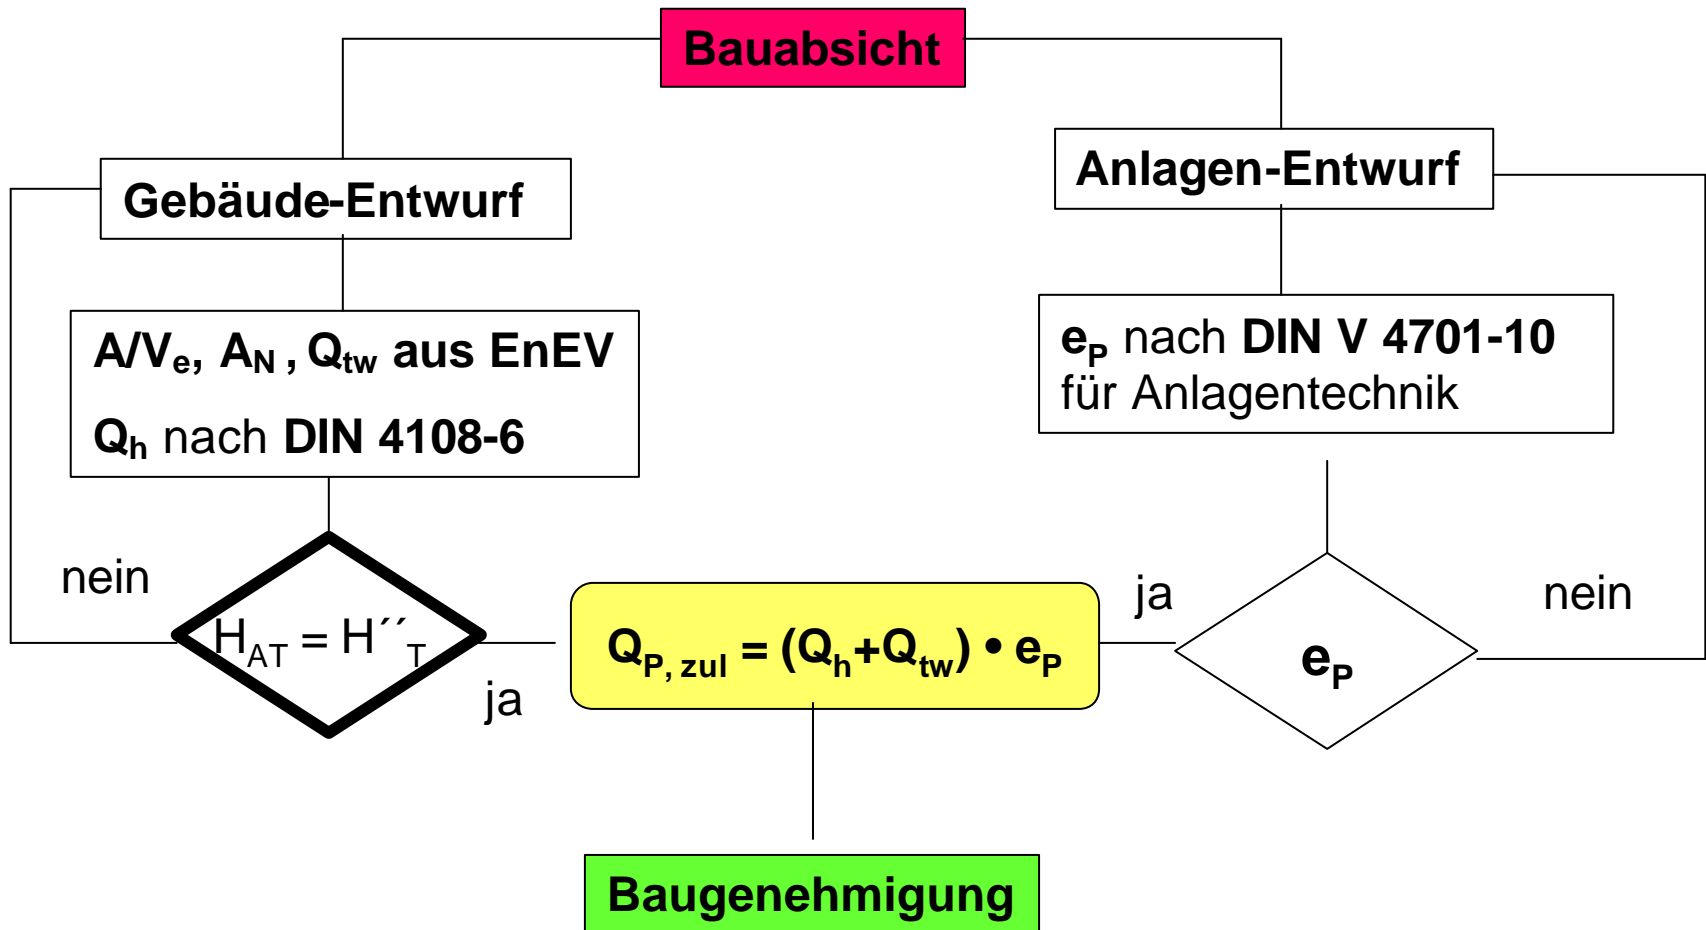 Bauabsicht
Gebäude-Entwurf
Anlagen-Entwurf
A/Ve, AN , Qtw aus EnEV
Qh nach DIN 4108-6
eP nach DIN V 4701-10
für Anlagentechnik
nein
HAT = H´´T
ja
QP, zul = (Qh+Qtw) • eP
ja
eP
nein
Baugenehmigung